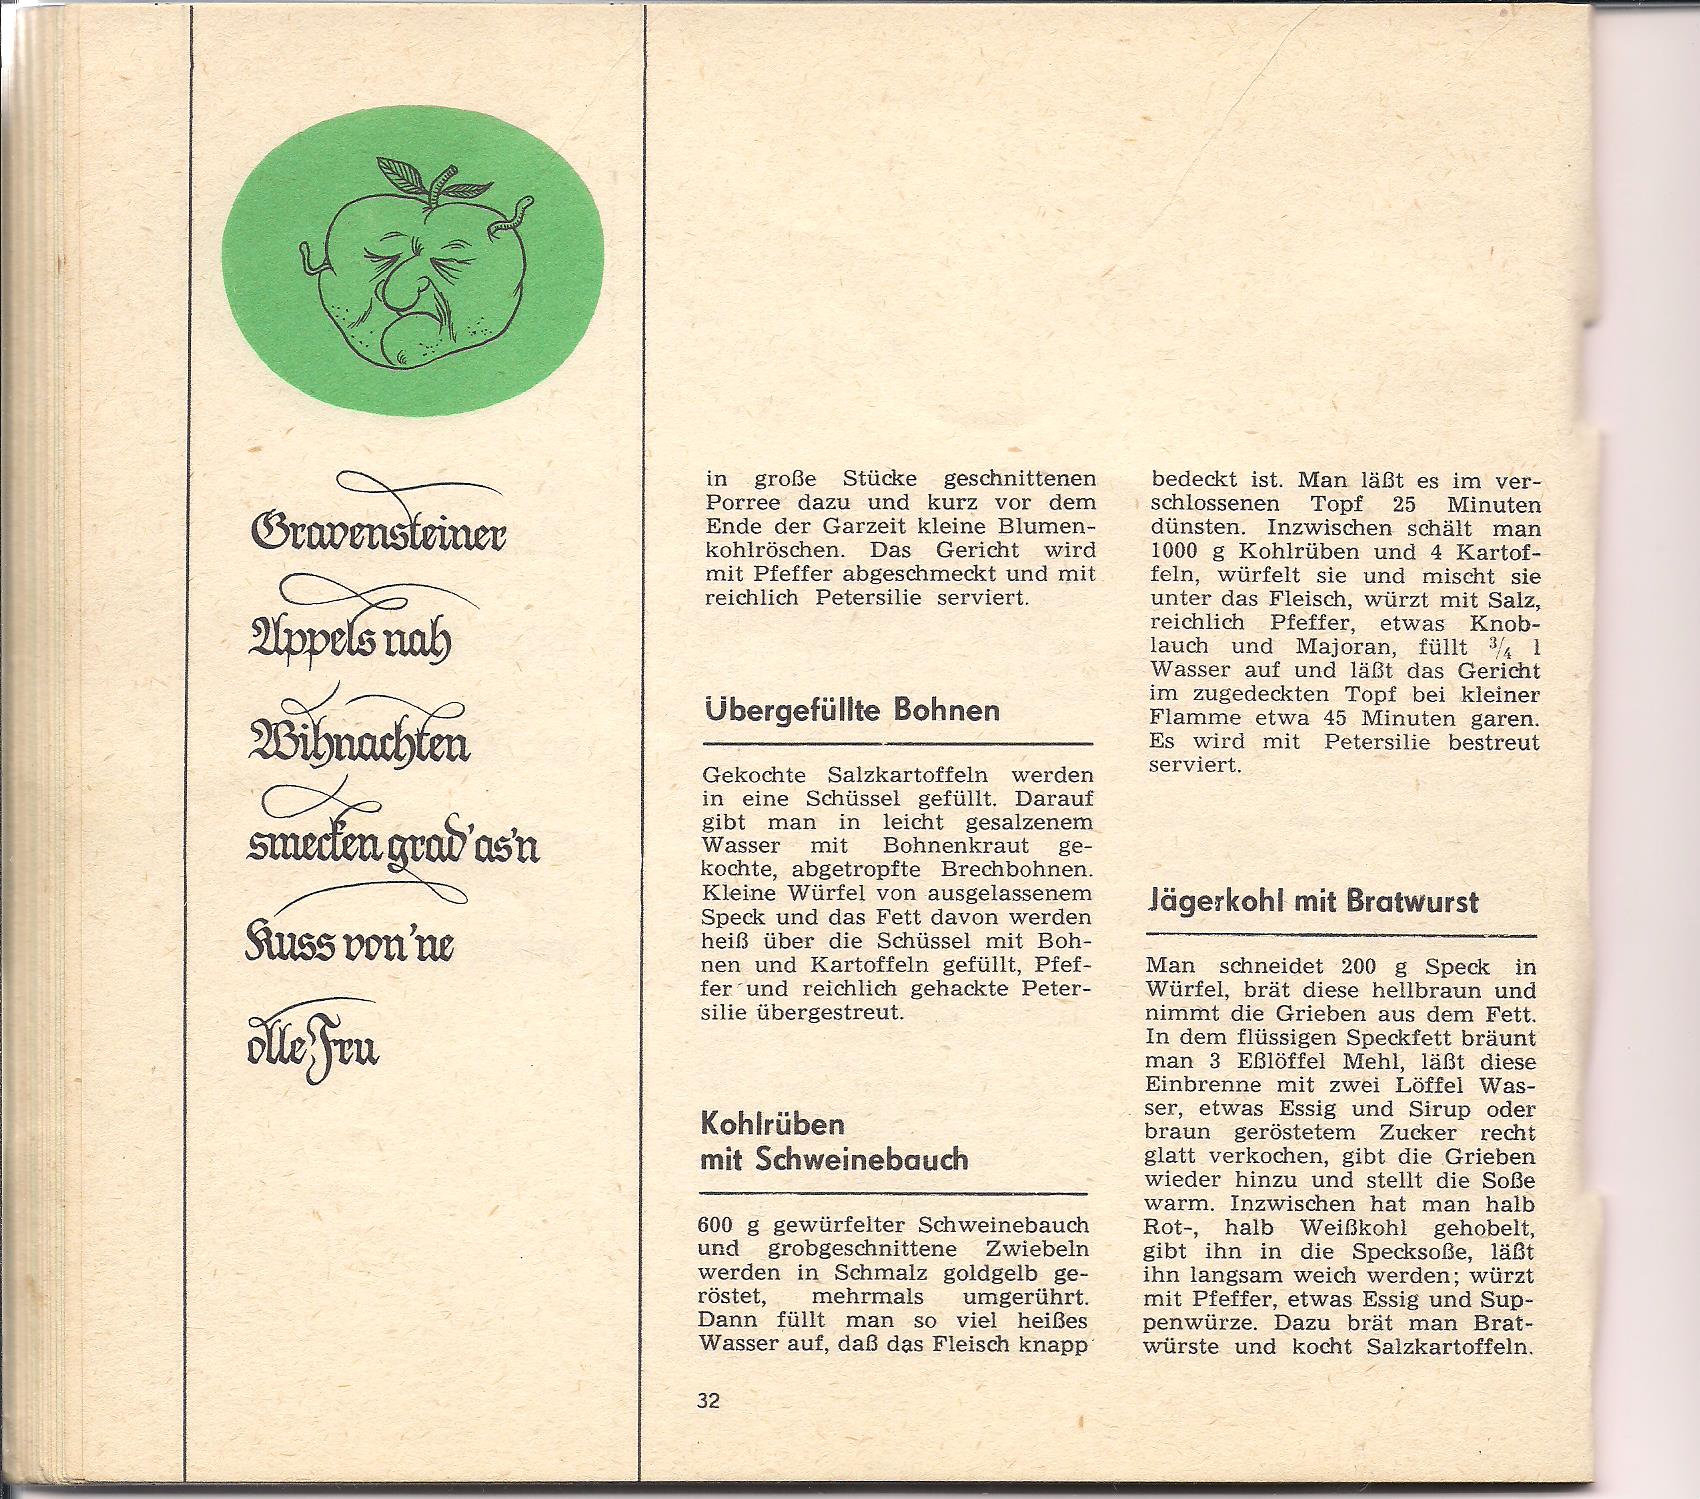 Gravensteiner
Appels nah
Wihnachten
smecken grad'as'n
Kuss von'ne
olle Fru
in große Stücke geschnittenen
Porree dazu und kurz vor dem
Ende der Garzeit kleine Blumen-
kohlröschen. Das Gericht wird
mit Pfeffer abgeschmeckt und mit
reichlich Petersilie serviert.
Übergefüllte Bohnen
Gekochte Salzkartoffeln werden
in eine Schüssel gefüllt. Darauf
gibt man in leicht gesalzenem
Wasser mit Bohnenkraut ge-
kochte, abgetropfte Brechbohnen.
Kleine Würfel von ausgelassenem
Speck und das Fett davon werden
heiß über die Schüssel mit Boh-
nen und Kartoffeln gefüllt, Pfef-
fer und reichlich gehackte Peter-
silie übergestreut.
Kohlrüben
mit Schweinebauch
600 g gewürfelter Schweinebauch
und grobgeschnittene Zwiebeln
werden in Schmalz goldgelb ge-
röstet, mehrmals umgerührt.
Dann füllt man so viel heißes
Wasser auf, daß das Fleisch knapp
bedeckt ist. Man läßt es im ver-
schlossenen Topf 25 Minuten
dünsten. Inzwischen schält man
1000 g Kohlrüben und 4 Kartof-
feln, würfelt sie und mischt sie
unter das Fleisch, würzt mit Salz,
reichlich Pfeffer, etwas Knob-
lauch und Majoran, füllt 3/4 l
Wasser auf und läßt das Gericht
im zugedeckten Topf bei kleiner
Flamme etwa 45 Minuten garen.
Es wird mit Petersilie bestreut
serviert.
Jägerkohl mit Bratwurst
Man schneidet 200 g Speck in
Würfel, brät diese hellbraun und
nimmt die Grieben aus dem Fett.
In dem flüssigen Speckfett bräunt
man 3 Eßlöffel Mehl, läßt diese
Einbrenne mit zwei Löffel Was-
ser, etwas Essig und Sirup oder
braun geröstetem Zucker recht
glatt verkochen, gibt die Grieben
wieder hinzu und stellt die Soße
warm. Inzwischen hat man halb
Rot-, halb Weißkohl gehobelt,
gibt ihn in die Specksoße, läßt
ihn langsam weich werden; würzt
mit Pfeffer, etwas Essig und Sup-
penwürze. Dazu brät man Brat-
würste und kocht Salzkartoffeln.
32